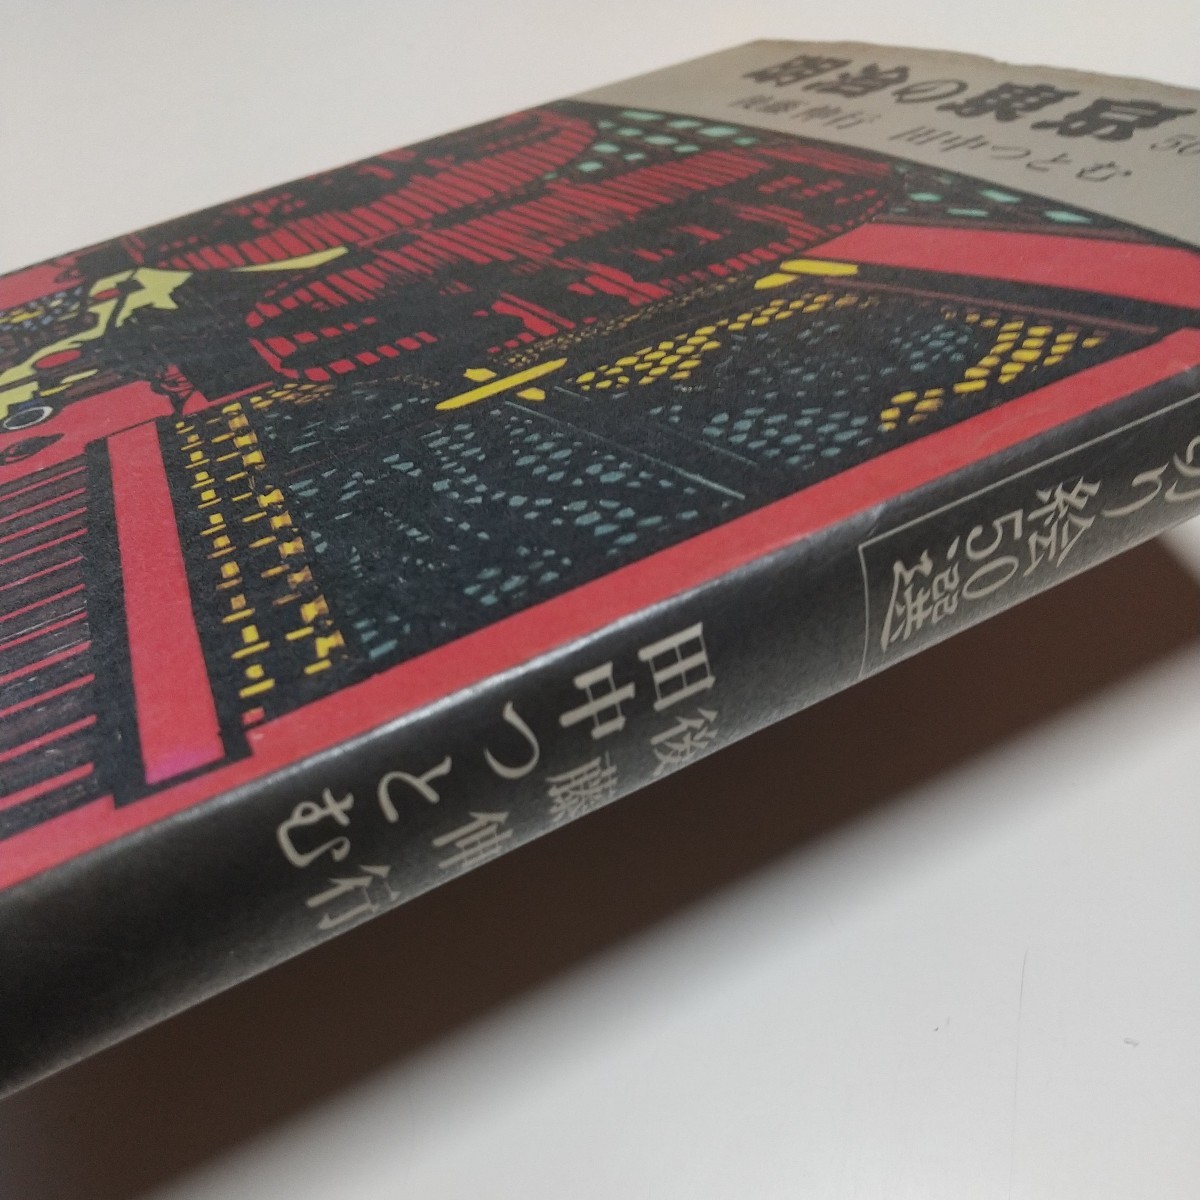 明治の東京 50
後藤伸行 田中つとむ
切り絵50選
後藤伸行
田中つとむ